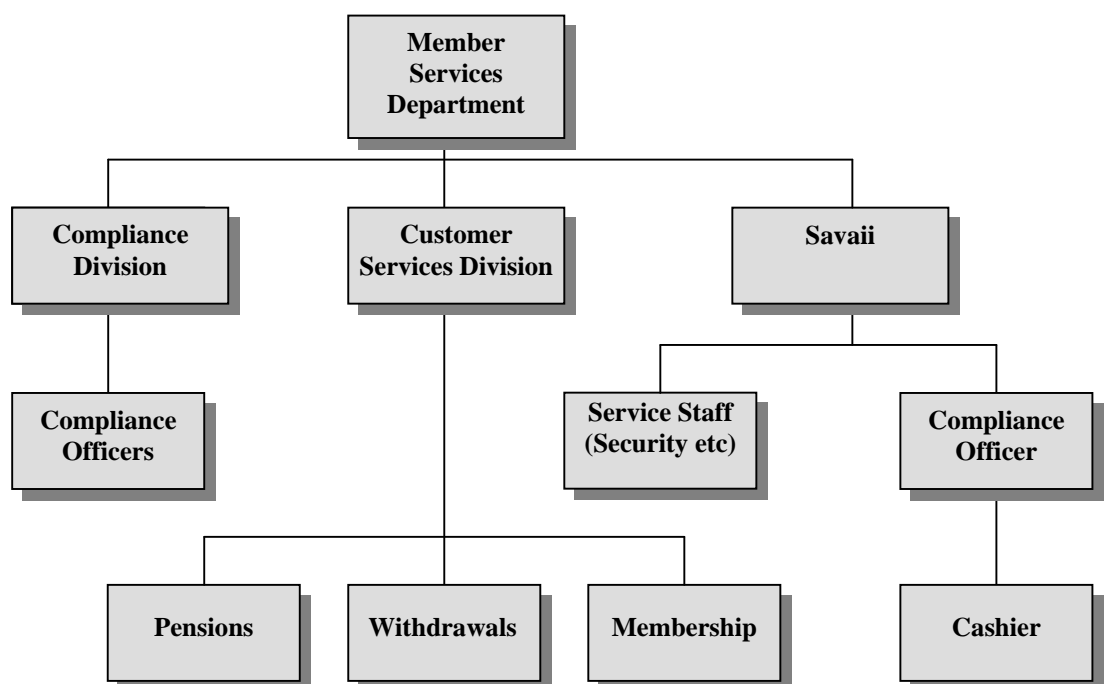 Member
Services
Department
Compliance
Division
Customer
Services Division
Savaii
Compliance
Officers
Service Staff
(Security etc)
Compliance
Officer
Pensions
Withdrawals
Membership
Cashier